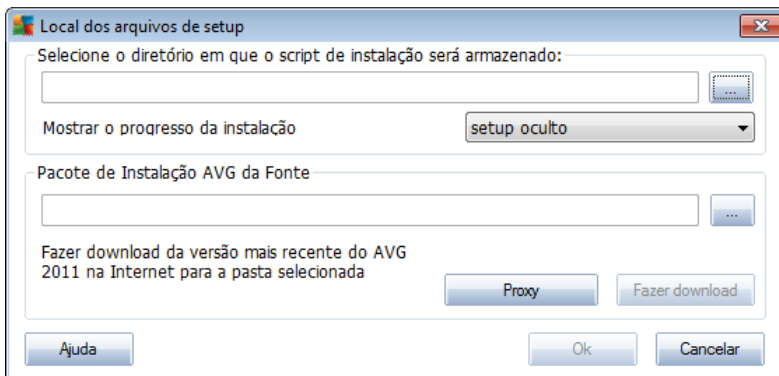 Local dos arquivos de setup
Selecione o diretório em que o script de instalação será armazenado:
...
Mostrar o progresso da instalação
setup oculto
Pacote de Instalação AVG da Fonte
...
Fazer download da versão mais recente do AVG
2011 na Internet para a pasta selecionada
Proxy
Fazer download
Ajuda
Ok
Cancelar